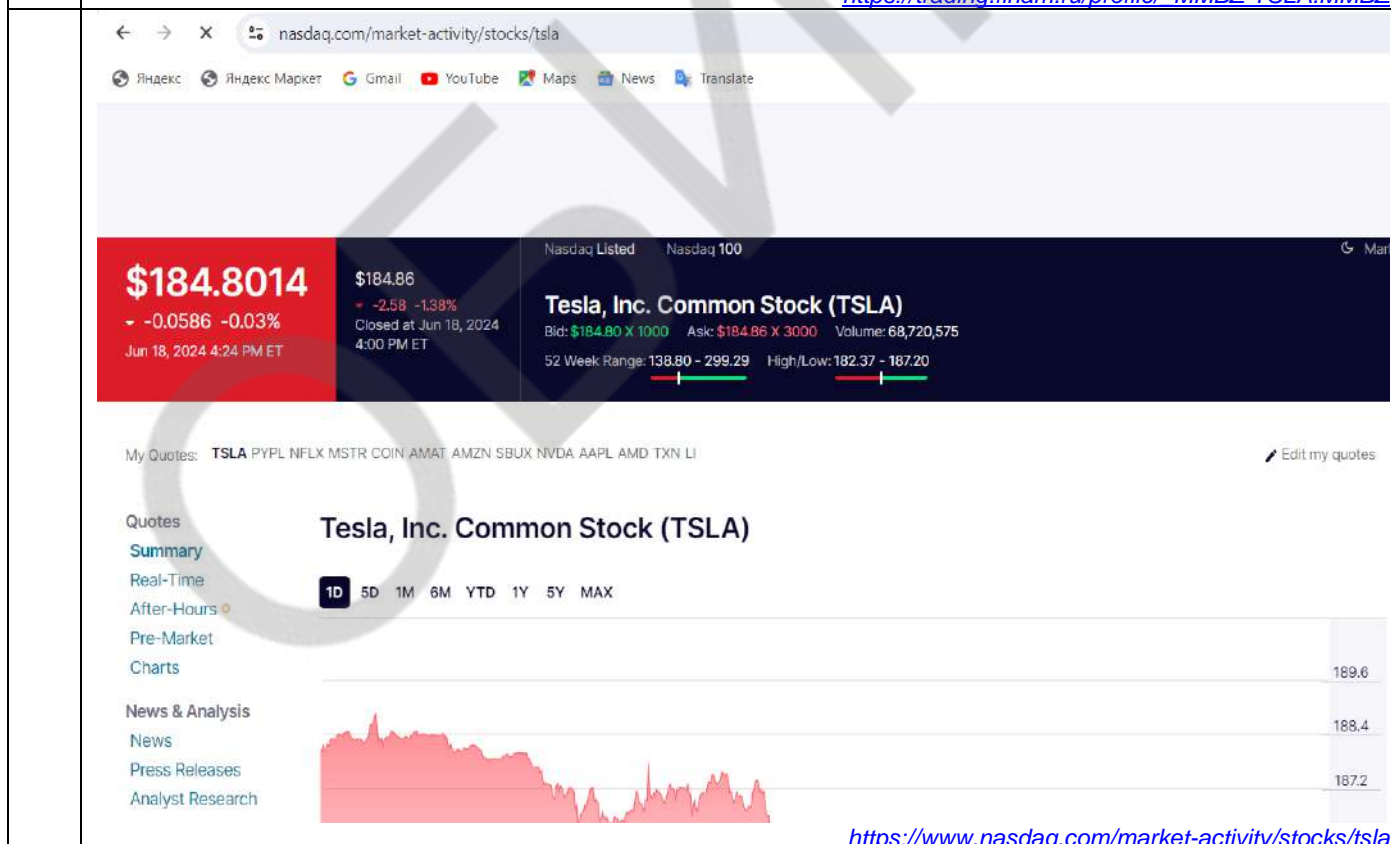 https://trading.finam.ru/profile/
nasdaq.com/market-activity/stocks/tsla
Яндекс Яндекс Маркет Gmail YouTube Maps News Translate
Nasdaq Listed Nasdaq 100
$184.8014
-0.0586 -0.03%
Jun 18, 2024 4:24 PM ET
$184.86
-2.58 -1.38%
Closed at Jun 18, 2024
4:00 PM ET
Tesla, Inc. Common Stock (TSLA)
Bid: $184.80 X 1000 Ask: $184.86 X 3000 Volume: 68,720,575
52 Week Range: 138.80 - 299.29 High/Low: 182.37 - 187.20
My Quotes: TSLA PYPL NFLX MSTR COIN AMAT AMZN SBUX NVDA AAPL AMD TXN LI
Edit my quotes
Quotes
Summary
Real-Time
After-Hours
Pre-Market
Charts
News & Analysis
News
Press Releases
Analyst Research
Tesla, Inc. Common Stock (TSLA)
1D 5D 1M 6M YTD 1Y 5Y MAX
189.6
188.4
187.2
https://www.nasdaq.com/market-activity/stocks/tsla